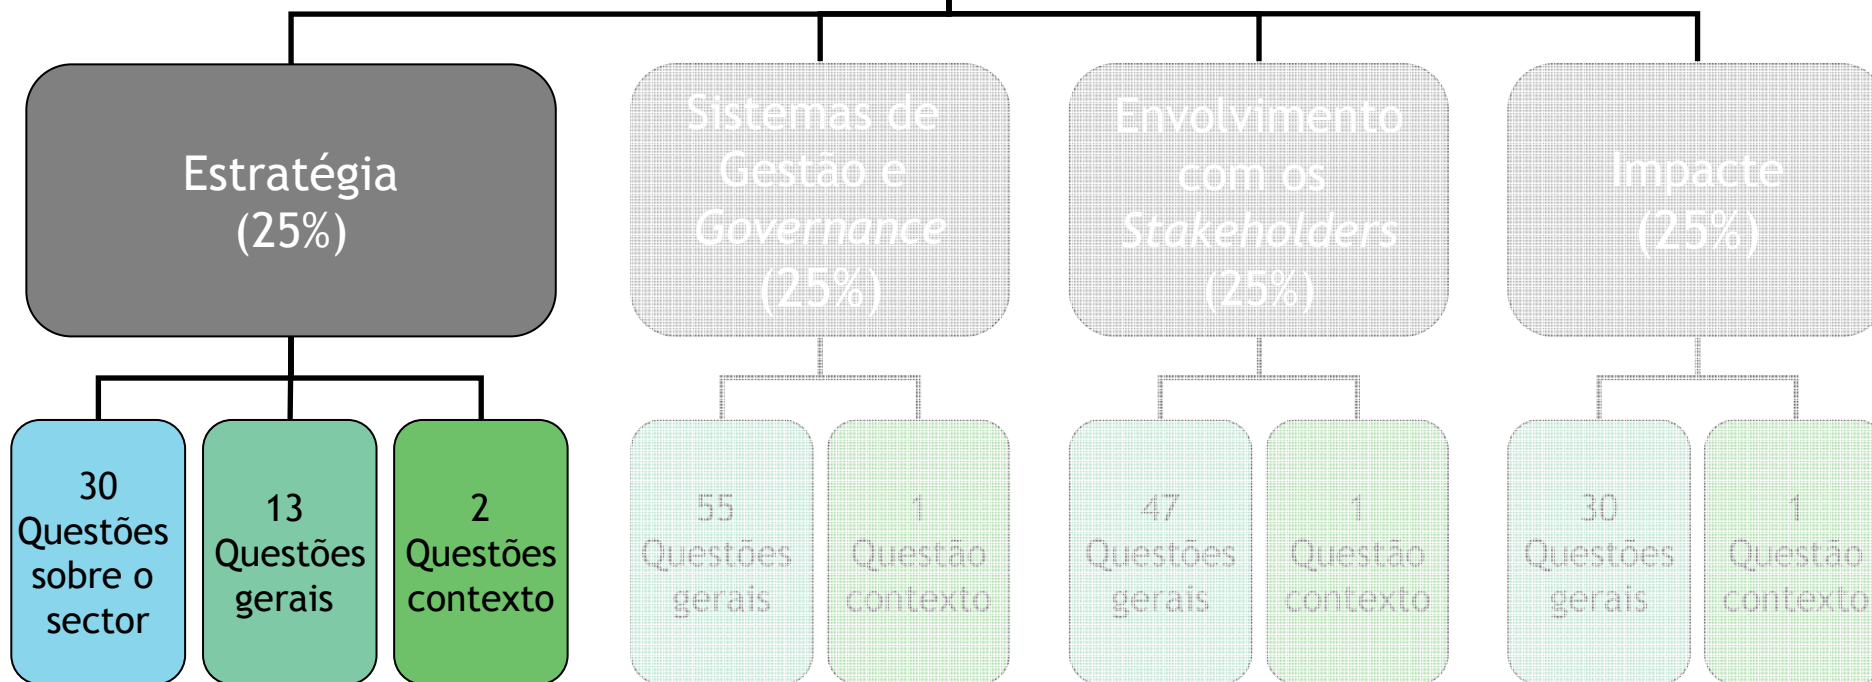 Estratégia
(25%)
Sistemas de
Gestão e
Governance
(25%)
Envolvimento
com os
Stakeholders
(25%)
Impacte
(25%)
30
Questões
sobre o
sector
13
Questões
gerais
2
Questões
contexto
55
Questões
gerais
1
Questão
contexto
47
Questões
gerais
1
Questão
contexto
30
Questões
gerais
1
Questão
contexto